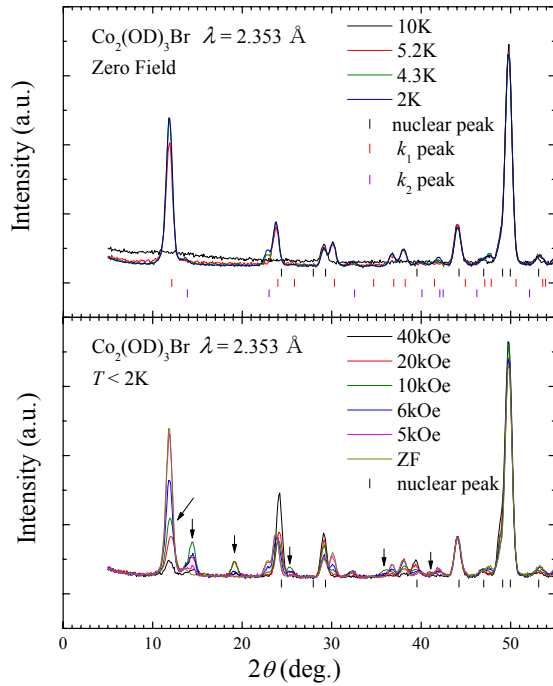 Co₂(OD)₃Br λ = 2.353 Å
Zero Field
10K
5.2K
4.3K
2K
nuclear peak
k₁ peak
k₂ peak
Intensity (a.u.)
Co₂(OD)₃Br λ = 2.353 Å
T < 2K
40kOe
20kOe
10kOe
6kOe
5kOe
ZF
nuclear peak
Intensity (a.u.)
0 10 20 30 40 50
2θ (deg.)